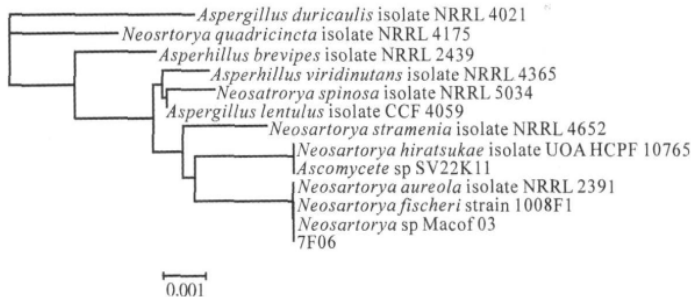 Aspergillus duricaulis isolate NRRL 4021
Neosrtorya quadricincta isolate NRRL 4175
Asperhillus brevipes isolate NRRL 2439
Asperhillus viridinutans isolate NRRL 4365
Neosatrorya spinosa isolate NRRL 5034
Aspergillus lentulus isolate CCF 4059
Neosartorya stramenia isolate NRRL 4652
Neosartorya hiratsukae isolate UOA HCPF 10765
Ascomycete sp SV22K11
Neosartorya aureola isolate NRRL 2391
Neosartorya fischeri strain 1008F1
Neosartorya sp Macof 03
7F06
0.001